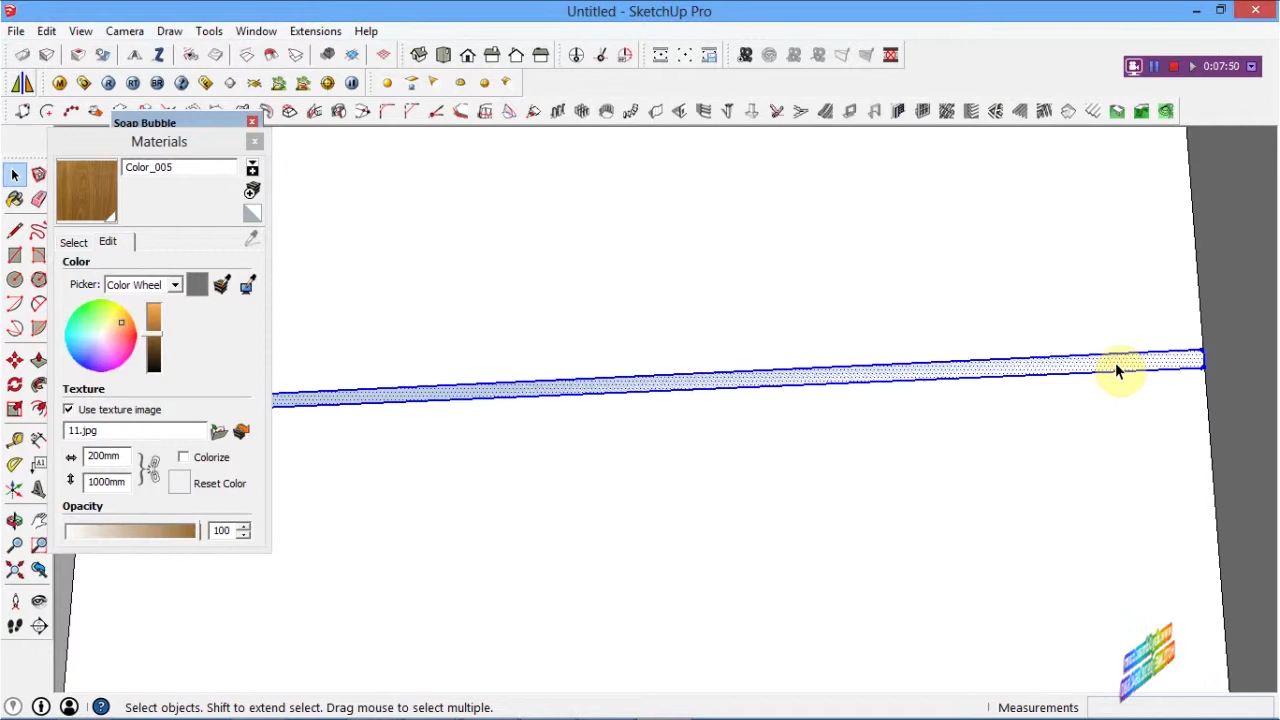 Untitled - SketchUp Pro
File Edit View Camera Draw Tools Window Extensions Help
0:07:50
Soap Bubble
Materials
Color_005
Select Edit
Color
Picker: Color Wheel
Texture
Use texture image
11.jpg
200mm
Colorize
1000mm
Reset Color
Opacity
100
Select objects. Shift to extend select. Drag mouse to select multiple.
Measurements